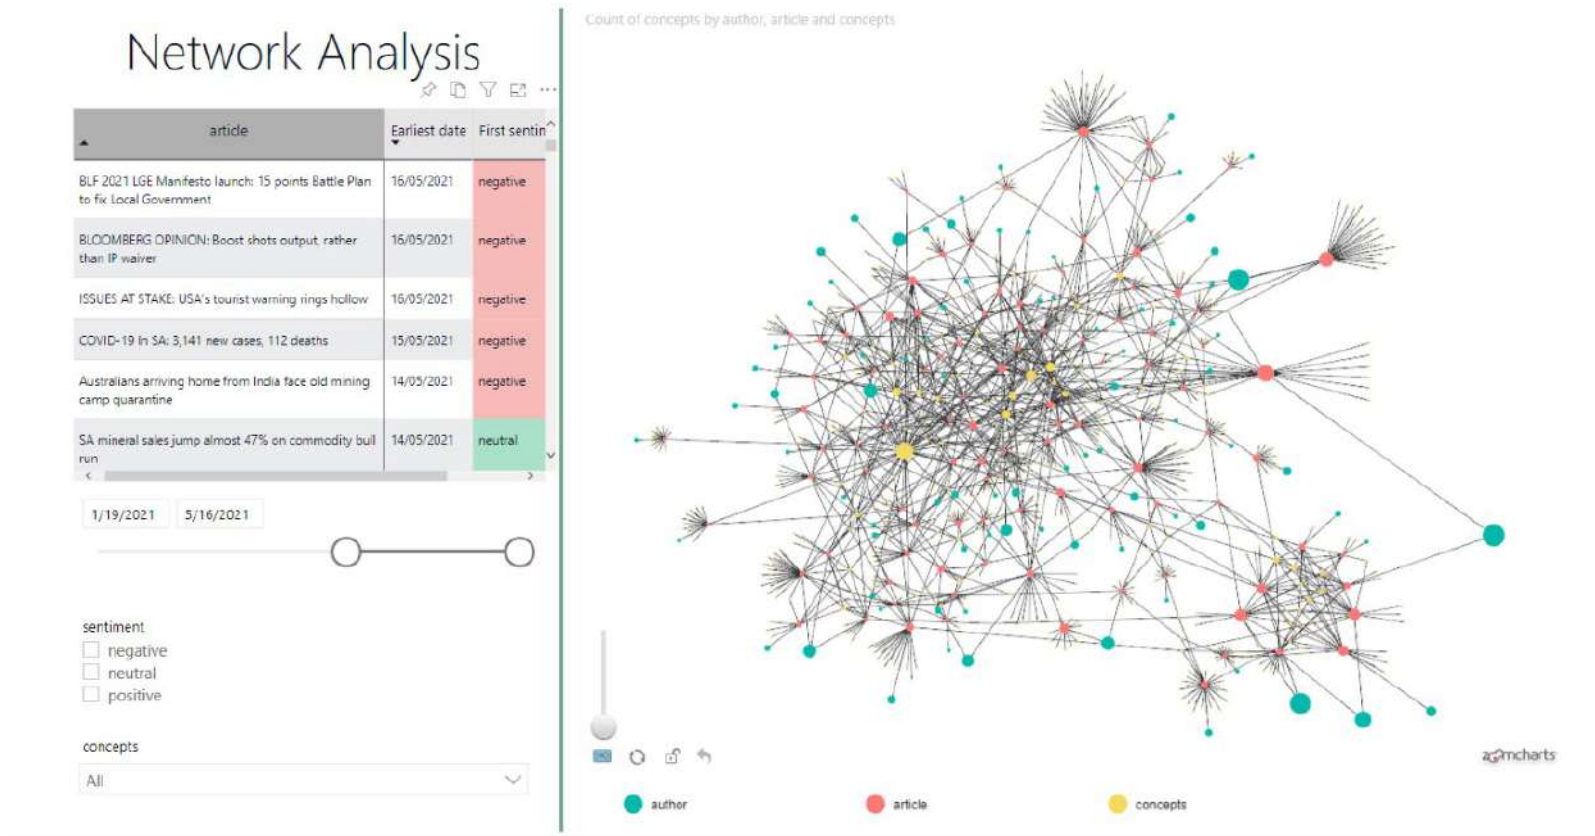 Count of concepts by author, article and concepts
Network Analysis
article Earliest date First sentin
BLF 2021 LGE Manifesto launch: 15 points Battle Plan 16/05/2021 negative
to fix Local Government
BLOOMBERG OPINION: Boost shots output, rather 16/05/2021 negative
than IP waiver
ISSUES AT STAKE: USA's tourist warning rings hollow 16/05/2021 negative
COVID-19 in SA: 3,141 new cases, 112 deaths 15/05/2021 negative
Australians arriving home from India face old mining 14/05/2021 negative
camp quarantine
SA mineral sales jump almost 47% on commodity bull 14/05/2021 neutral
run
1/19/2021 5/16/2021
sentiment
negative
neutral
positive
concepts
All
zoomcharts
author article concepts